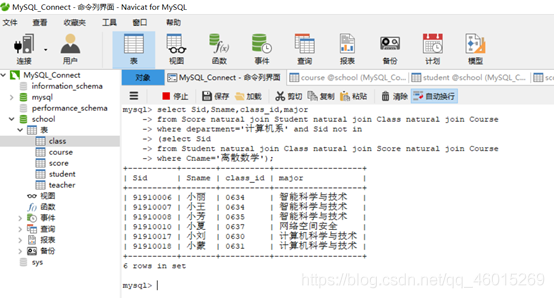 MySQL_Connect - 命令列界面 - Navicat for MySQL
文件 查看 收藏夹 工具 窗口 帮助
连接 用户 表 视图 函数 事件 查询 报表 备份 计划 模型
MySQL_Connect
information_schema
mysql
performance_schema
school
表
class
course
score
student
teacher
视图
函数
事件
查询
报表
备份
sys
对象 MySQL_Connect - 命令列界面 course @school (MySQL_Co... student @school (MySQL_C...
停止 保存 加载 剪切 复制 粘贴 清除 自动换行
mysql> select Sid,Sname,class_id,major
-> from Score natural join Student natural join Class natural join Course
-> where department='计算机系' and Sid not in
-> (select Sid
-> from Score natural join Student natural join Class natural join Course
-> where Cname='离散数学');
+----------+-------+----------+------------------+
| Sid | Sname | class_id | major |
+----------+-------+----------+------------------+
| 91910006 | 小丽 | 0634 | 智能科学与技术 |
| 91910007 | 小王 | 0634 | 智能科学与技术 |
| 91910008 | 小芳 | 0635 | 智能科学与技术 |
| 91910010 | 小夏 | 0637 | 网络空间安全 |
| 91910017 | 小刘 | 0630 | 计算机科学与技术 |
| 91910018 | 小蒙 | 0631 | 计算机科学与技术 |
+----------+-------+----------+------------------+
6 rows in set
mysql>
https://blog.csdn.net/qq_46015269